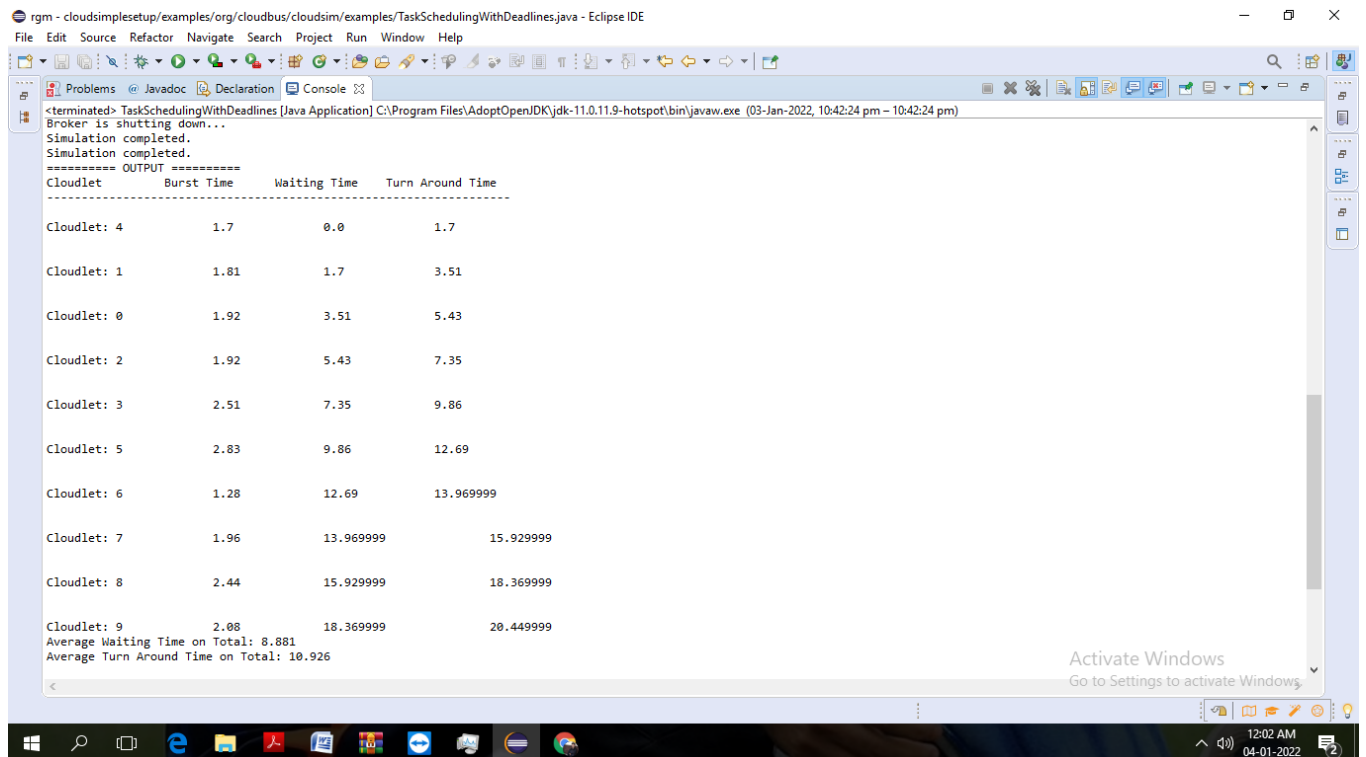 rgm - cloudsimplesetup/examples/org/cloudbus/cloudsim/examples/TaskSchedulingWithDeadlines.java - Eclipse IDE
File Edit Source Refactor Navigate Search Project Run Window Help
Problems @ Javadoc Declaration Console
<terminated> TaskSchedulingWithDeadlines [Java Application] C:\Program Files\AdoptOpenJDK\jdk-11.0.11.9-hotspot\bin\javaw.exe (03-Jan-2022, 10:42:24 pm – 10:42:24 pm)
Broker is shutting down...
Simulation completed.
Simulation completed.
========== OUTPUT ==========
Cloudlet Burst Time Waiting Time Turn Around Time
-------------------------------------------------------------------
Cloudlet: 4 1.7 0.0 1.7
Cloudlet: 1 1.81 1.7 3.51
Cloudlet: 0 1.92 3.51 5.43
Cloudlet: 2 1.92 5.43 7.35
Cloudlet: 3 2.51 7.35 9.86
Cloudlet: 5 2.83 9.86 12.69
Cloudlet: 6 1.28 12.69 13.969999
Cloudlet: 7 1.96 13.969999 15.929999
Cloudlet: 8 2.44 15.929999 18.369999
Cloudlet: 9 2.08 18.369999 20.449999
Average Waiting Time on Total: 8.881
Average Turn Around Time on Total: 10.926
Activate Windows
Go to Settings to activate Windows.
12:02 AM
04-01-2022
2